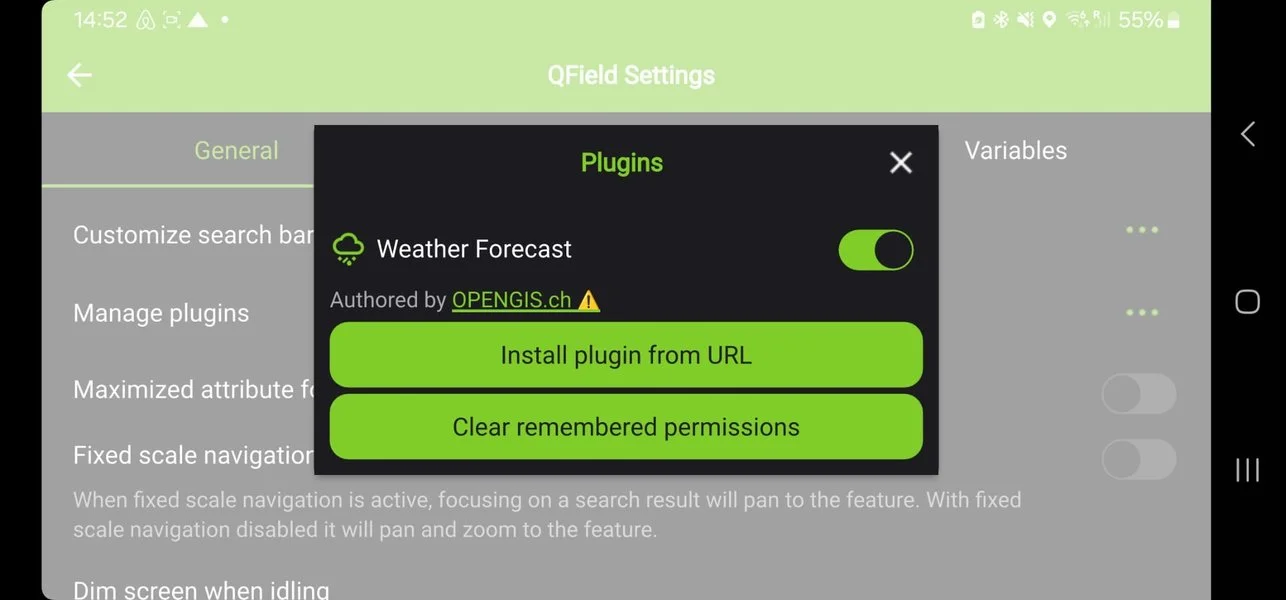 14:52 55%
QField Settings
General
Variables
Plugins
Customize search bar
Weather Forecast
Authored by OPENGIS.ch ⚠️
Manage plugins
Install plugin from URL
Maximized attribute
Clear remembered permissions
Fixed scale navigation
When fixed scale navigation is active, focusing on a search result will pan to the feature. With fixed
scale navigation disabled it will pan and zoom to the feature.
Dim screen when idling